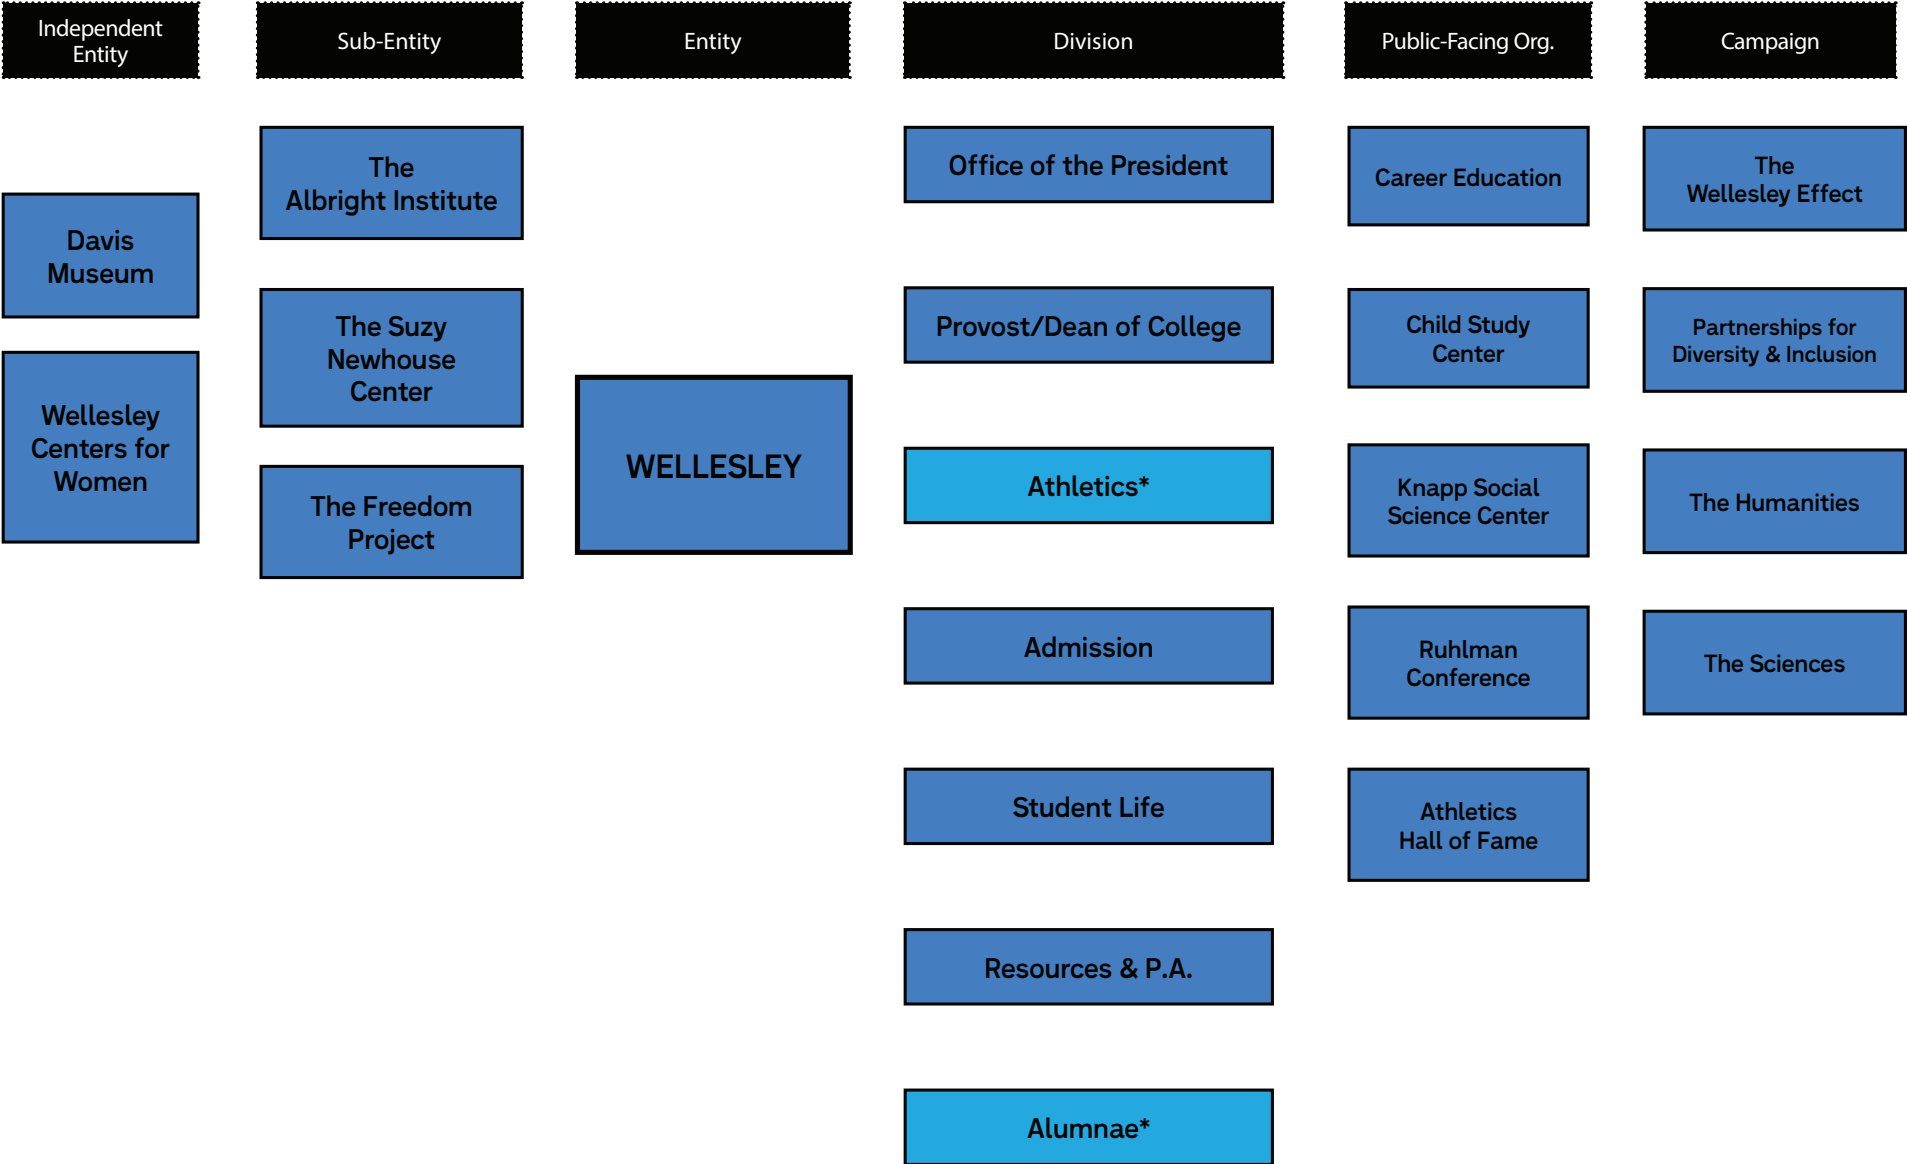 Independent
Entity
Sub-Entity
Entity
Division
Public-Facing Org.
Campaign
Davis
Museum
Wellesley
Centers for
Women
The
Albright Institute
The Suzy
Newhouse
Center
The Freedom
Project
WELLESLEY
Office of the President
Provost/Dean of College
Athletics*
Admission
Student Life
Resources & P.A.
Alumnae*
Career Education
Child Study
Center
Knapp Social
Science Center
Ruhlman
Conference
Athletics
Hall of Fame
The
Wellesley Effect
Partnerships for
Diversity & Inclusion
The Humanities
The Sciences